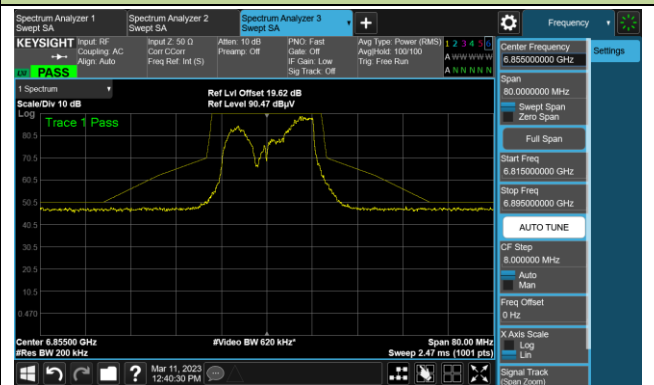 Spectrum Analyzer 1
Swept SA
Spectrum Analyzer 2
Swept SA
Spectrum Analyzer 3
Swept SA
Frequency
KEYSIGHT
Input: RF
Coupling: AC
Align: Auto
Input Z: 50 Ω
Corr CCorr
Freq Ref: Int (S)
Atten: 10 dB
Preamp: Off
PNO: Fast
Gate: Off
IF Gain: Low
Sig Track: Off
Avg Type: Power (RMS)
Avg|Hold: 100/100
Trig: Free Run
1 2 3 4 5 6
A W W W W W
A N N N N N
PASS
1 Spectrum
Scale/Div 10 dB
Ref Lvl Offset 19.62 dB
Ref Level 90.47 dBµV
Log
Trace 1 Pass
80.5
70.5
60.5
50.5
40.5
30.5
20.5
10.5
0.470
Center 6.85500 GHz
#Res BW 200 kHz
#Video BW 620 kHz*
Span 80.00 MHz
Sweep 2.47 ms (1001 pts)
Mar 11, 2023
12:40:30 PM
Center Frequency
6.855000000 GHz
Settings
Span
80.0000000 MHz
Swept Span
Zero Span
Full Span
Start Freq
6.815000000 GHz
Stop Freq
6.895000000 GHz
AUTO TUNE
CF Step
8.000000 MHz
Auto
Man
Freq Offset
0 Hz
X Axis Scale
Log
Lin
Signal Track
(Span Zoom)